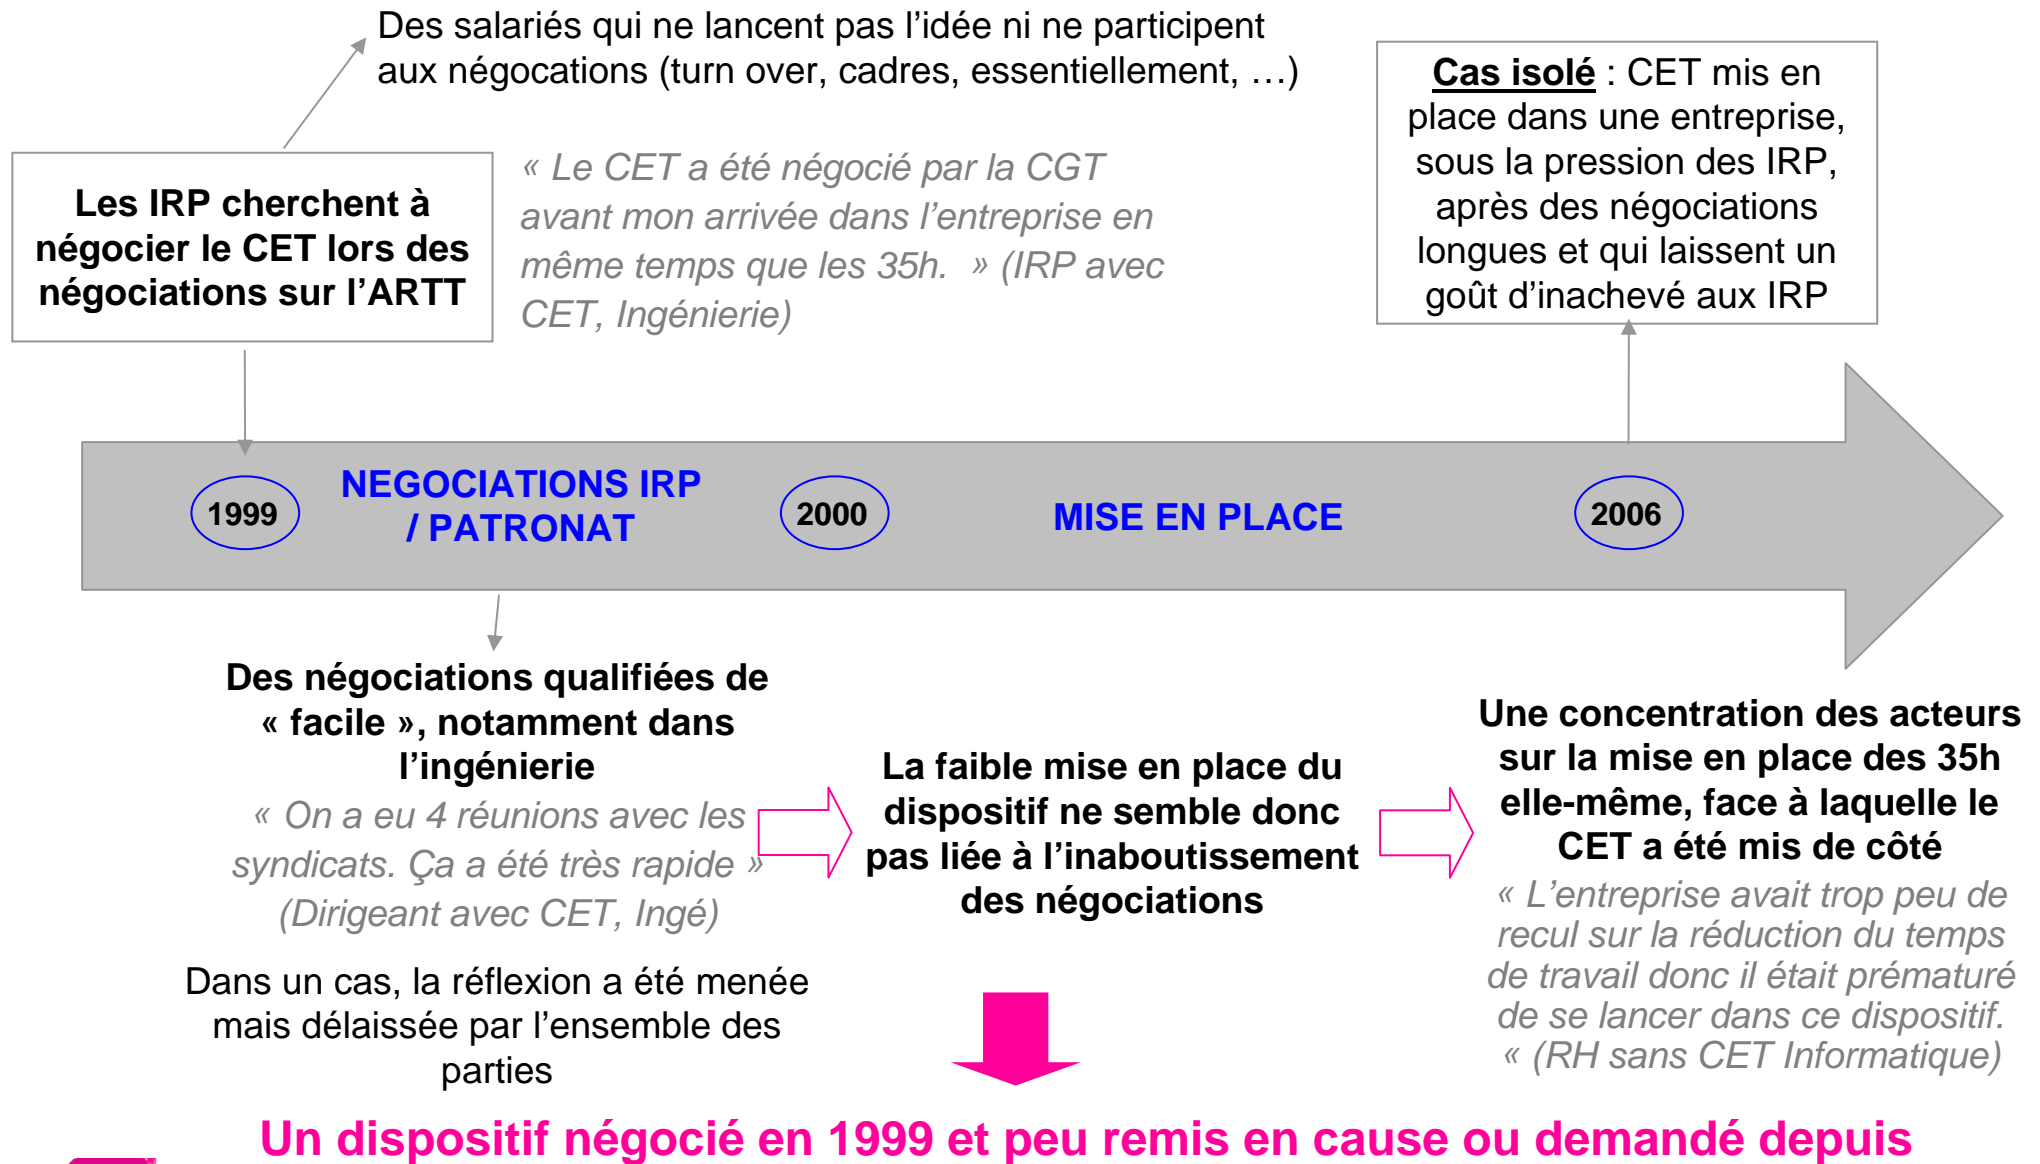 Des salariés qui ne lancent pas l’idée ni ne participent
aux négocations (turn over, cadres, essentiellement, …)
Les IRP cherchent à
négocier le CET lors des
négociations sur l’ARTT
« Le CET a été négocié par la CGT
avant mon arrivée dans l’entreprise en
même temps que les 35h.  » (IRP avec
CET, Ingénierie)
Cas isolé : CET mis en
place dans une entreprise,
sous la pression des IRP,
après des négociations
longues et qui laissent un
goût d’inachevé aux IRP
1999
NEGOCIATIONS IRP
/ PATRONAT
2000
MISE EN PLACE
2006
Des négociations qualifiées de
« facile », notamment dans
l’ingénierie
« On a eu 4 réunions avec les
syndicats. Ça a été très rapide »
(Dirigeant avec CET, Ingé)
Dans un cas, la réflexion a été menée
mais délaissée par l’ensemble des
parties
La faible mise en place du
dispositif ne semble donc
pas liée à l’inaboutissement
des négociations
Une concentration des acteurs
sur la mise en place des 35h
elle-même, face à laquelle le
CET a été mis de côté
« L’entreprise avait trop peu de
recul sur la réduction du temps
de travail donc il était prématuré
de se lancer dans ce dispositif.
« (RH sans CET Informatique)
Un dispositif négocié en 1999 et peu remis en cause ou demandé depuis